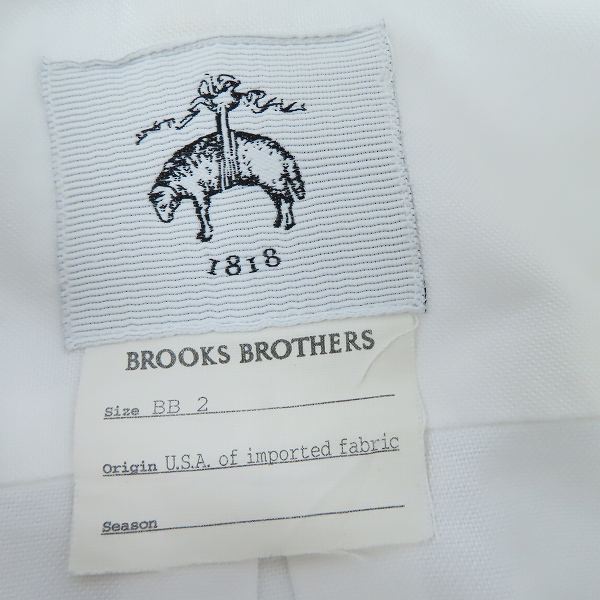 1818
BROOKS BROTHERS
Size BB 2
Origin U.S.A. of imported fabric
Season